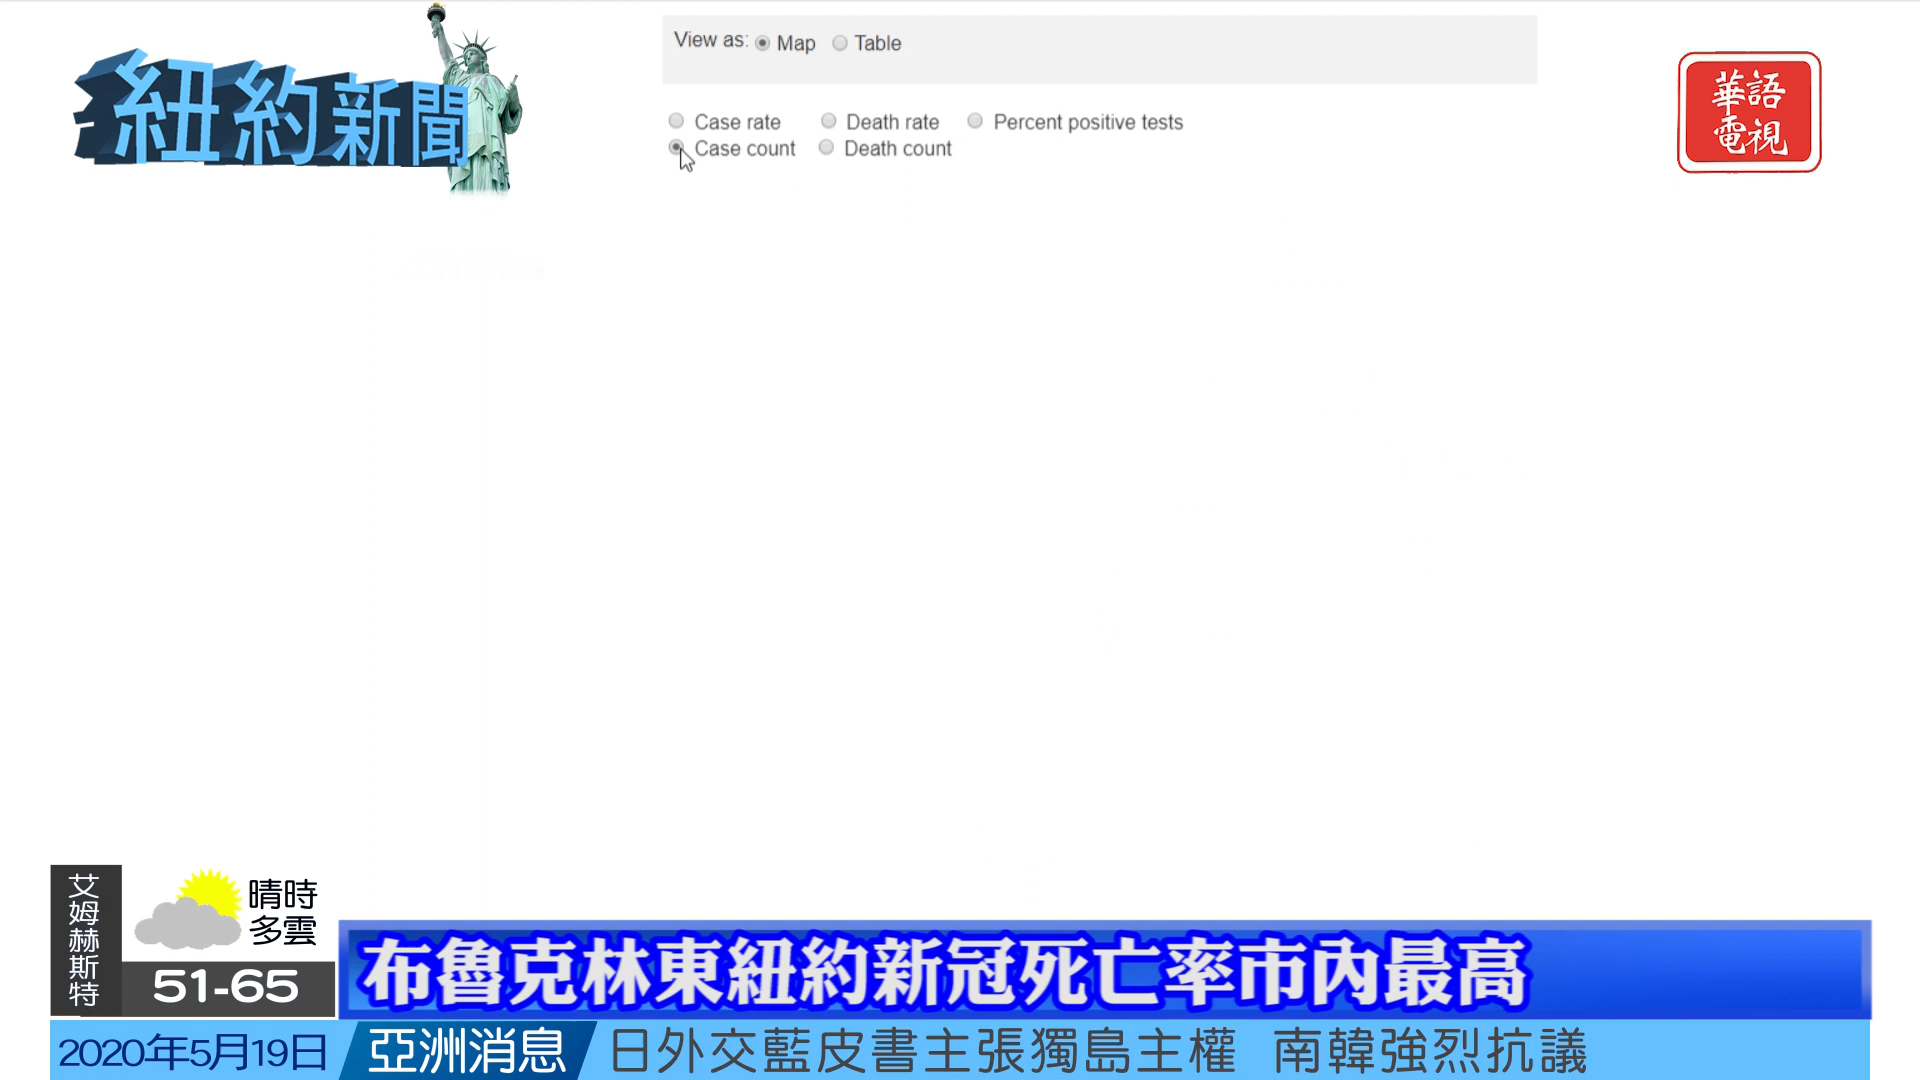 紐約新聞
View as: Map Table
Case rate Death rate Percent positive tests
Case count Death count
華語
電視
艾姆赫斯特
晴時
多雲
51-65
布魯克林東紐約新冠死亡率市內最高
2020年5月19日 亞洲消息 日外交藍皮書主張獨島主權 南韓強烈抗議